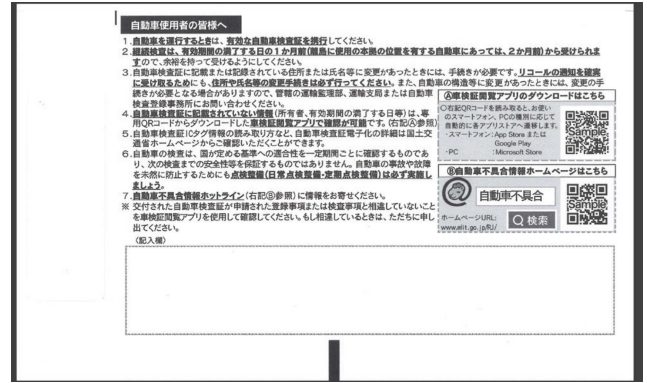 自動車使用者の皆様へ
1.自動車を運行するときは、有効な自動車検査証を携行してください。
2.継続検査は、有効期間の満了する日の1か月前(離島に使用の本拠の位置を有する自動車にあっては、2か月前)から受けられま
すので、余裕を持って受けるようにしてください。
3.自動車検査証に記載または記録されている住所または氏名等に変更があったときには、手続きが必要です。リコールの通知を確実
に受け取るためにも、住所や氏名等の変更手続きは必ず行ってください。また、自動車の構造等に変更があったときには、変更の手
続きが必要となる場合がありますので、管轄の運輸監理部、運輸支局または自動車
検査登録事務所にお問い合わせください。
4.自動車検査証に記載されていない情報(所有者、有効期間の満了する日等)は、専
用QRコードからダウンロードした車検証閲覧アプリで確認が可能です。(右記Ⓐ参照)
5.自動車検査証ICタグ情報の読み取り方など、自動車検査証電子化の詳細は国土交
通省ホームページからご確認いただくことができます。
6.自動車の検査は、国が定める基準への適合性を一定期間ごとに確認するものであ
り、次の検査までの安全性等を保証するものではありません。自動車の事故や故障
を未然に防止するためにも点検整備(日常点検整備・定期点検整備)は必ず実施し
ましょう。
7.自動車不具合情報ホットライン(右記Ⓑ参照)に情報をお寄せください。
※ 交付された自動車検査証が申請された登録事項または検査事項と相違していないこと
を車検証閲覧アプリを使用して確認してください。もし相違しているときは、ただちに申し
出てください。
〈記入欄〉
Ⓐ車検証閲覧アプリのダウンロードはこちら
○右記QRコードを読み取ると、お使い
のスマートフォン、PCの種別に応じて
自動的に各アプリストアへ遷移します。
・スマートフォン:App Store または
Google Play
・PC :Microsoft Store
Sample
Ⓑ自動車不具合情報ホームページはこちら
自動車不具合
ホームページURL:
www.elit.go.jp/RJ/
検索
Sample